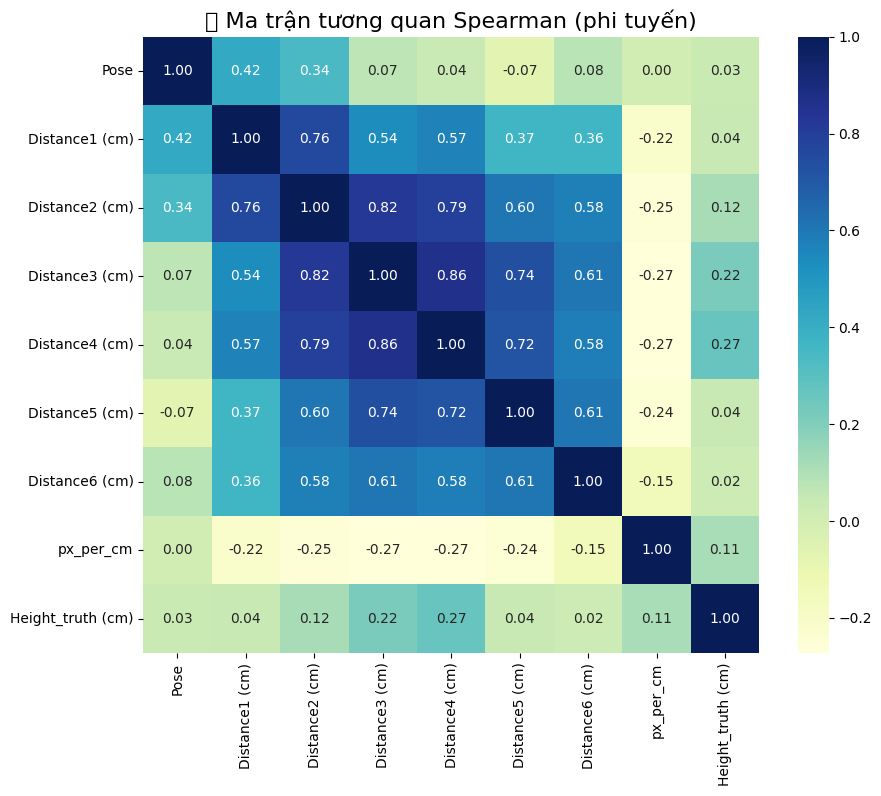 Ma trận tương quan Spearman (phi tuyến)
Pose 1.00 0.42 0.34 0.07 0.04 -0.07 0.08 0.00 0.03
Distance1 (cm) 0.42 1.00 0.76 0.54 0.57 0.37 0.36 -0.22 0.04
Distance2 (cm) 0.34 0.76 1.00 0.82 0.79 0.60 0.58 -0.25 0.12
Distance3 (cm) 0.07 0.54 0.82 1.00 0.86 0.74 0.61 -0.27 0.22
Distance4 (cm) 0.04 0.57 0.79 0.86 1.00 0.72 0.58 -0.27 0.27
Distance5 (cm) -0.07 0.37 0.60 0.74 0.72 1.00 0.61 -0.24 0.04
Distance6 (cm) 0.08 0.36 0.58 0.61 0.58 0.61 1.00 -0.15 0.02
px_per_cm 0.00 -0.22 -0.25 -0.27 -0.27 -0.24 -0.15 1.00 0.11
Height_truth (cm) 0.03 0.04 0.12 0.22 0.27 0.04 0.02 0.11 1.00
Pose
Distance1 (cm)
Distance2 (cm)
Distance3 (cm)
Distance4 (cm)
Distance5 (cm)
Distance6 (cm)
px_per_cm
Height_truth (cm)
1.0
0.8
0.6
0.4
0.2
0.0
−0.2